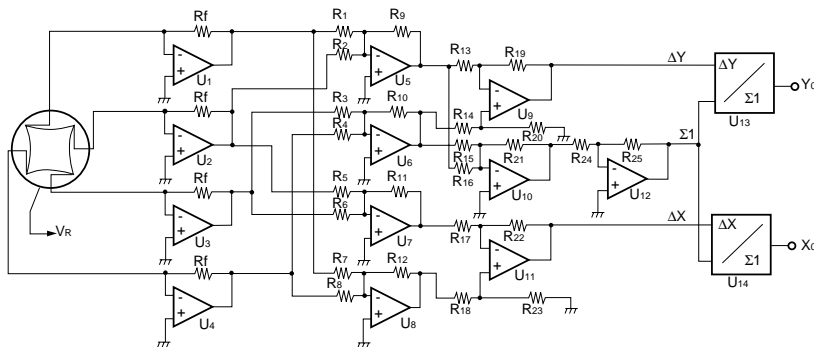 Rf
R1
R9
R2
U1
U5
R13
R19
ΔY
ΔY
Σ1
Y0
U13
Rf
U2
R3
R10
R4
U6
R14
R20
U9
R15
R21
R16
U10
R24
R25
U12
Σ1
Rf
U3
R5
R11
R6
U7
R17
R22
U11
ΔX
ΔX
Σ1
X0
U14
VR
Rf
U4
R7
R12
R8
U8
R18
R23